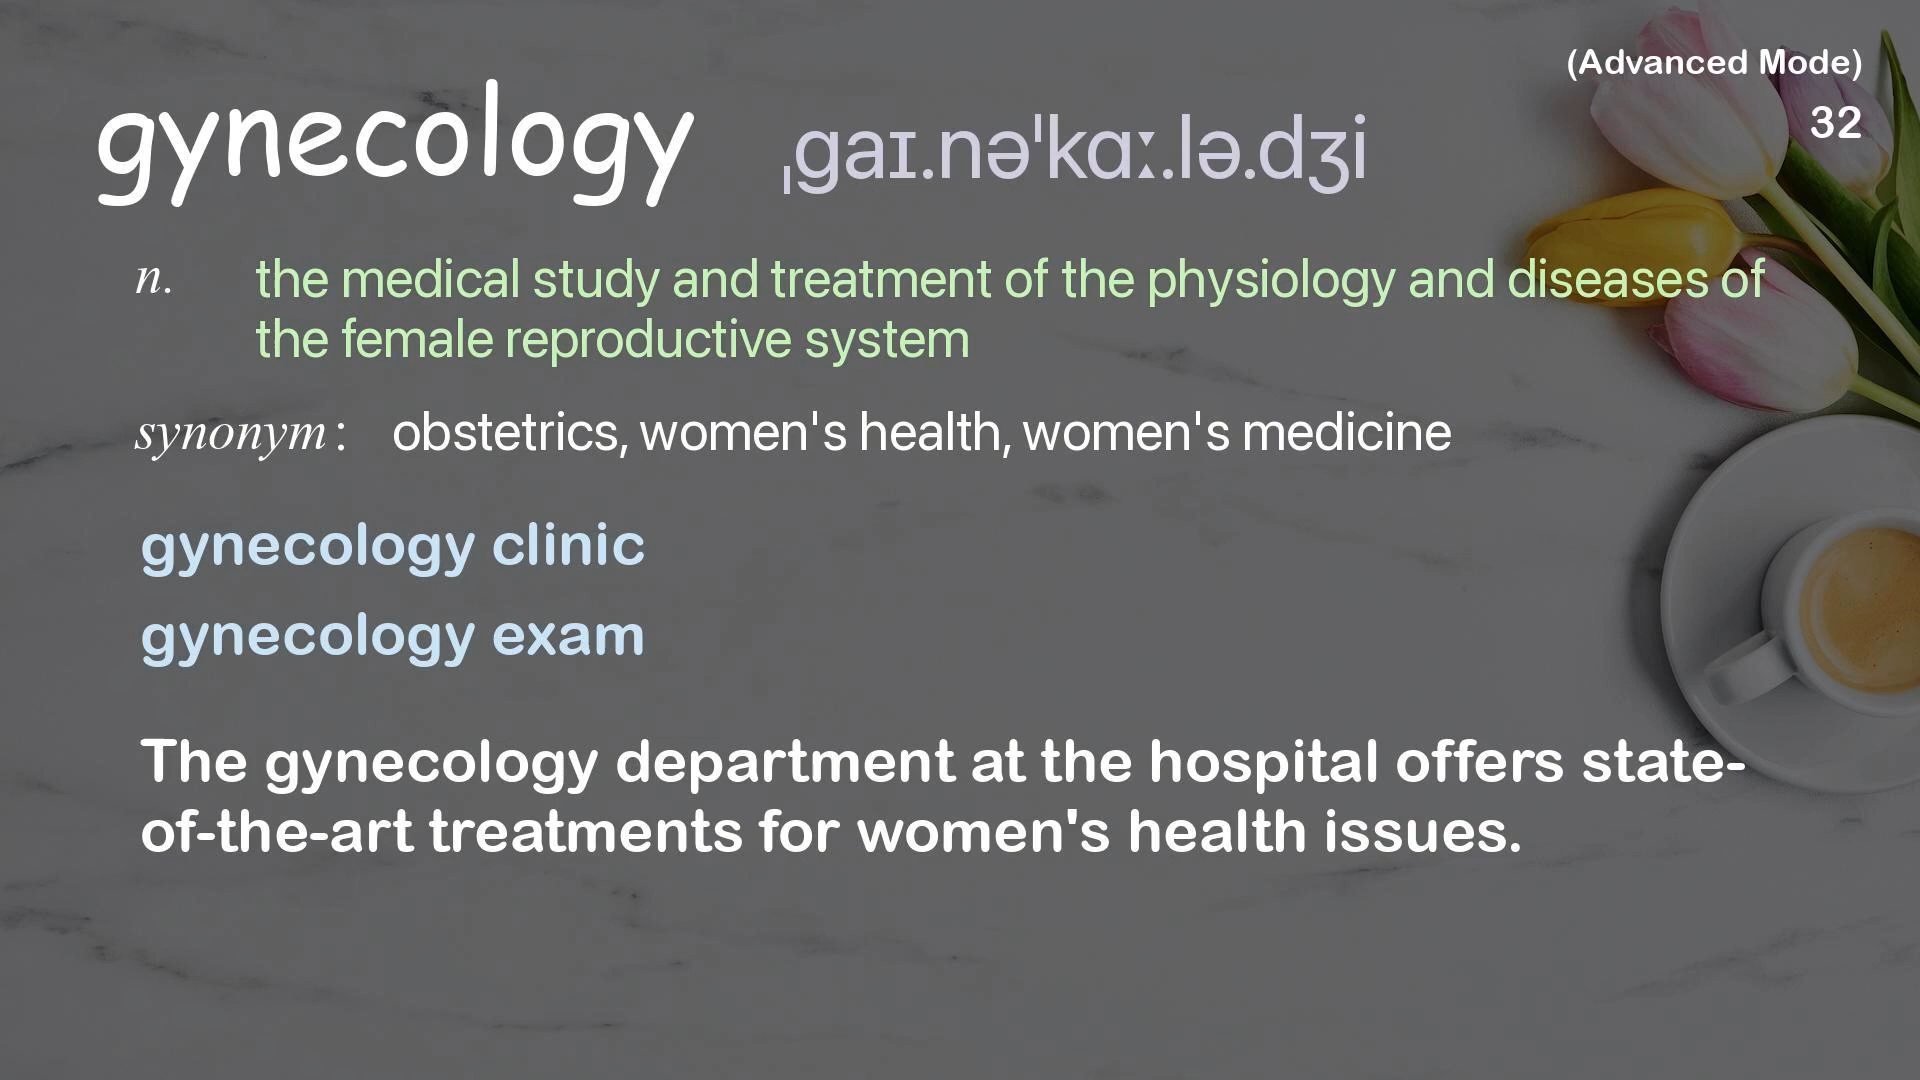 (Advanced Mode)
32
gynecology ˌɡaɪ.nəˈkɑː.lə.dʒi
n. the medical study and treatment of the physiology and diseases of
the female reproductive system
synonym: obstetrics, women's health, women's medicine
gynecology clinic
gynecology exam
The gynecology department at the hospital offers state-
of-the-art treatments for women's health issues.